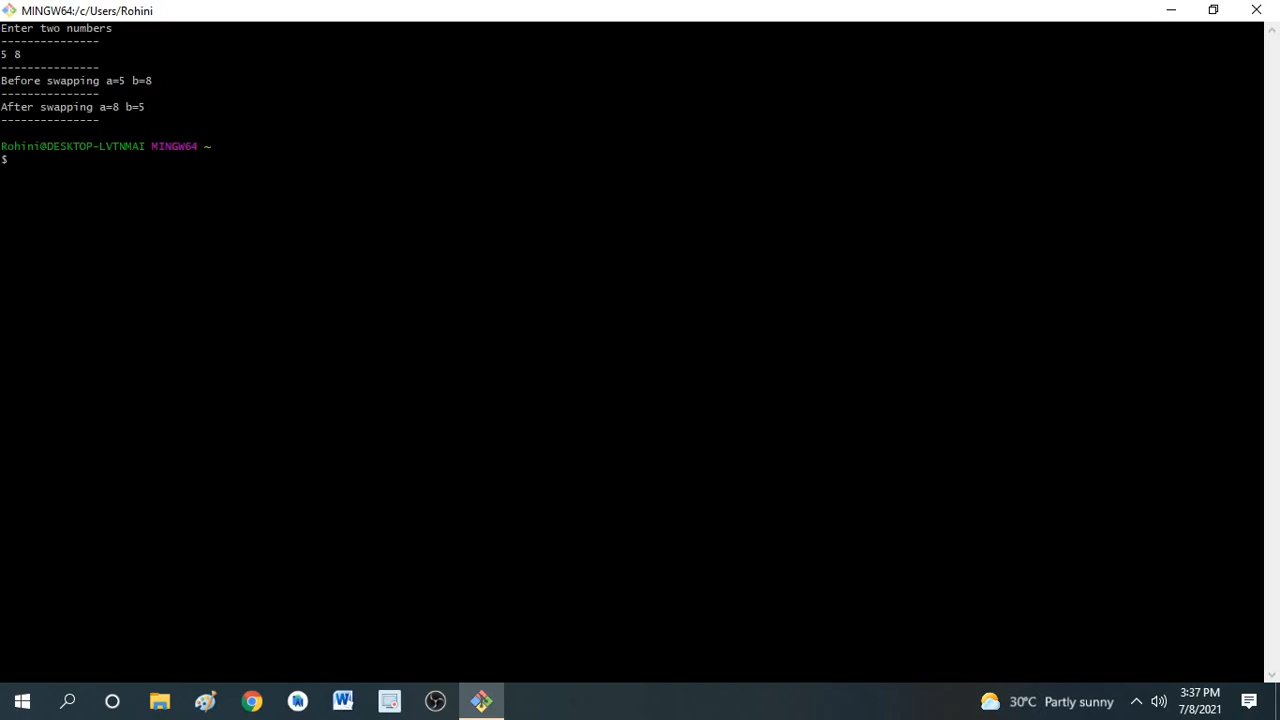 MINGW64:/c/Users/Rohini
Enter two numbers
---------------
5 8
---------------
Before swapping a=5 b=8
---------------
After swapping a=8 b=5
---------------
Rohini@DESKTOP-LVTNMAI MINGW64 ~
$
30°C Partly sunny
3:37 PM
7/8/2021